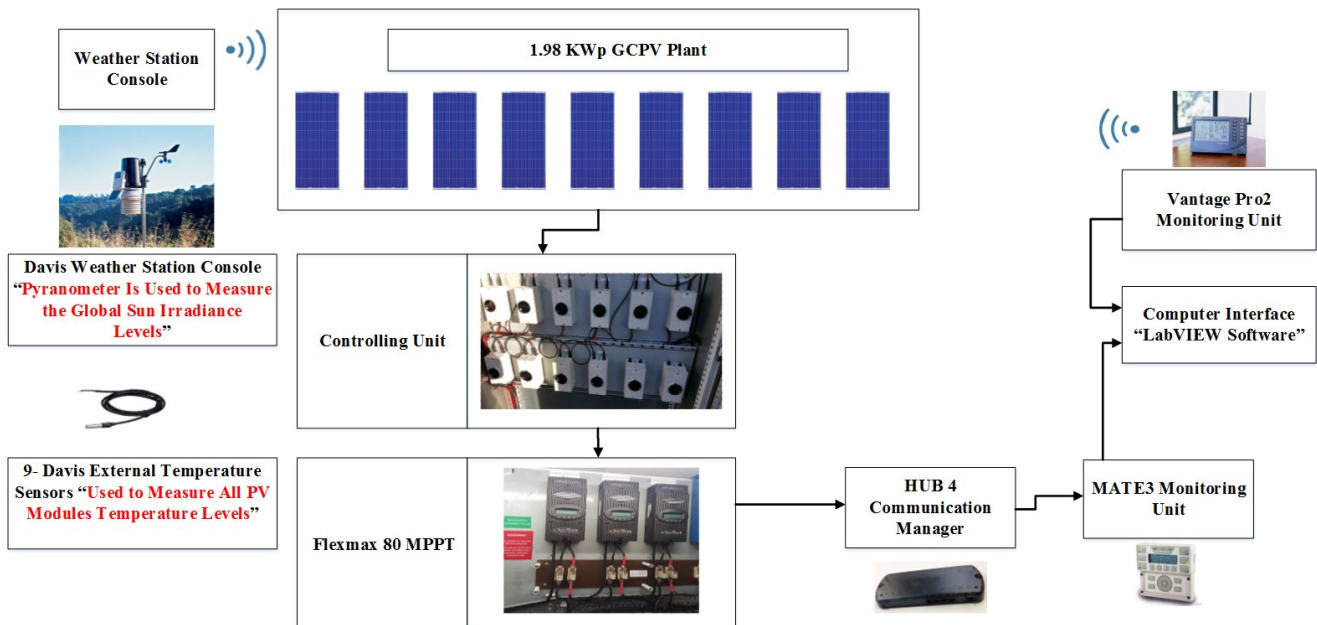 Weather Station
Console
1.98 KWp GCPV Plant
Davis Weather Station Console
“Pyranometer Is Used to Measure
the Global Sun Irradiance
Levels”
9- Davis External Temperature
Sensors “Used to Measure All PV
Modules Temperature Levels”
Controlling Unit
Flexmax 80 MPPT
HUB 4
Communication
Manager
MATE3 Monitoring
Unit
Vantage Pro2
Monitoring Unit
Computer Interface
“LabVIEW Software”